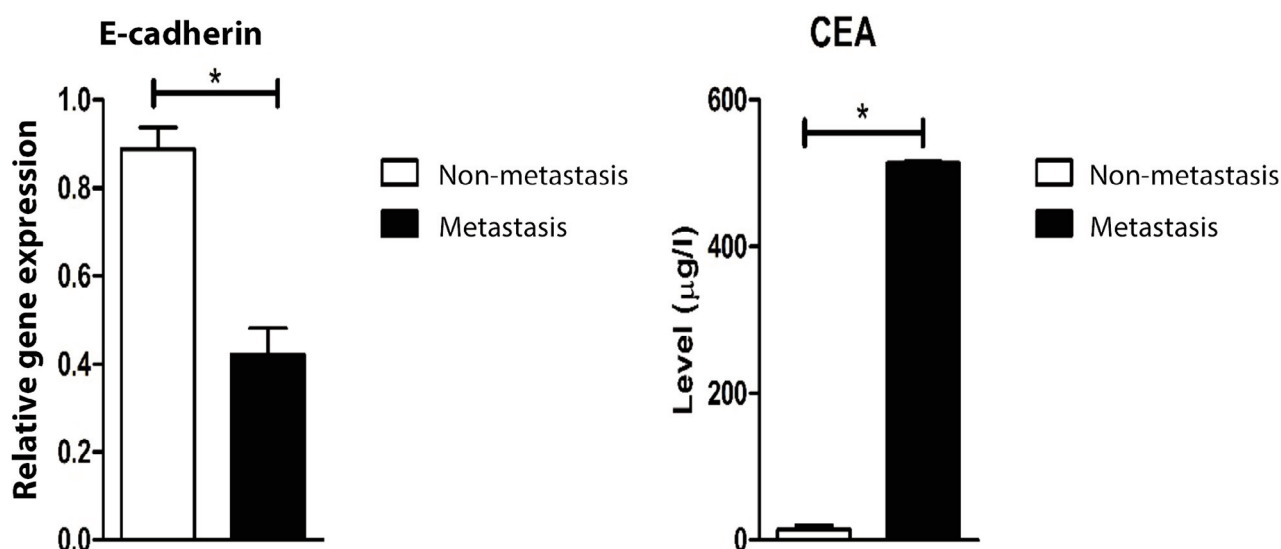 E-cadherin
*
1.0
0.8
0.6
0.4
0.2
0.0
Relative gene expression
Non-metastasis
Metastasis
CEA
*
600
400
200
0
Level (μg/l)
Non-metastasis
Metastasis